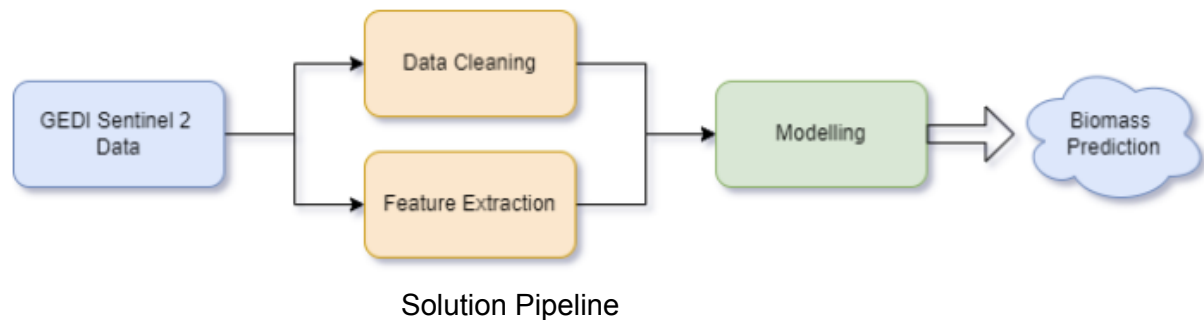 GEDI Sentinel 2
Data
Data Cleaning
Feature Extraction
Modelling
Biomass
Prediction
Solution Pipeline